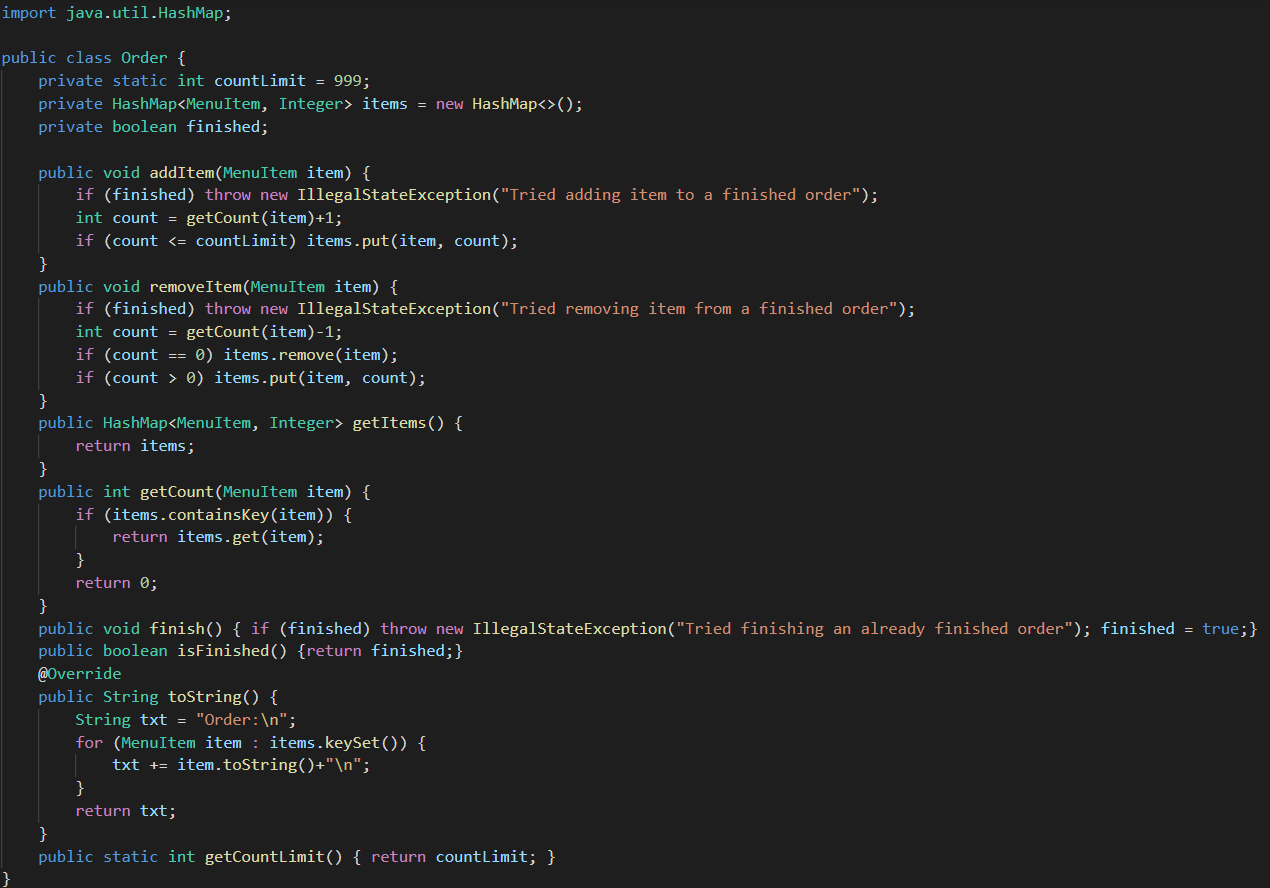 import java.util.HashMap;

public class Order {
    private static int countLimit = 999;
    private HashMap<MenuItem, Integer> items = new HashMap<>();
    private boolean finished;

    public void addItem(MenuItem item) {
        if (finished) throw new IllegalStateException("Tried adding item to a finished order");
        int count = getCount(item)+1;
        if (count <= countLimit) items.put(item, count);
    }
    public void removeItem(MenuItem item) {
        if (finished) throw new IllegalStateException("Tried removing item from a finished order");
        int count = getCount(item)-1;
        if (count == 0) items.remove(item);
        if (count > 0) items.put(item, count);
    }
    public HashMap<MenuItem, Integer> getItems() {
        return items;
    }
    public int getCount(MenuItem item) {
        if (items.containsKey(item)) {
            return items.get(item);
        }
        return 0;
    }
    public void finish() { if (finished) throw new IllegalStateException("Tried finishing an already finished order"); finished = true;}
    public boolean isFinished() {return finished;}
    @Override
    public String toString() {
        String txt = "Order:\n";
        for (MenuItem item : items.keySet()) {
            txt += item.toString()+"\n";
        }
        return txt;
    }
    public static int getCountLimit() { return countLimit; }
}